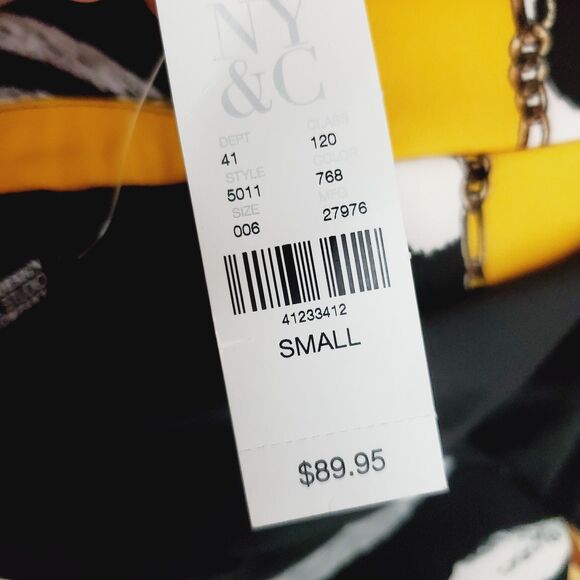 NY
&C
DEPT CLASS
41 120
STYLE COLOR
5011 768
SIZE MFG
006 27976
41233412
SMALL
$89.95